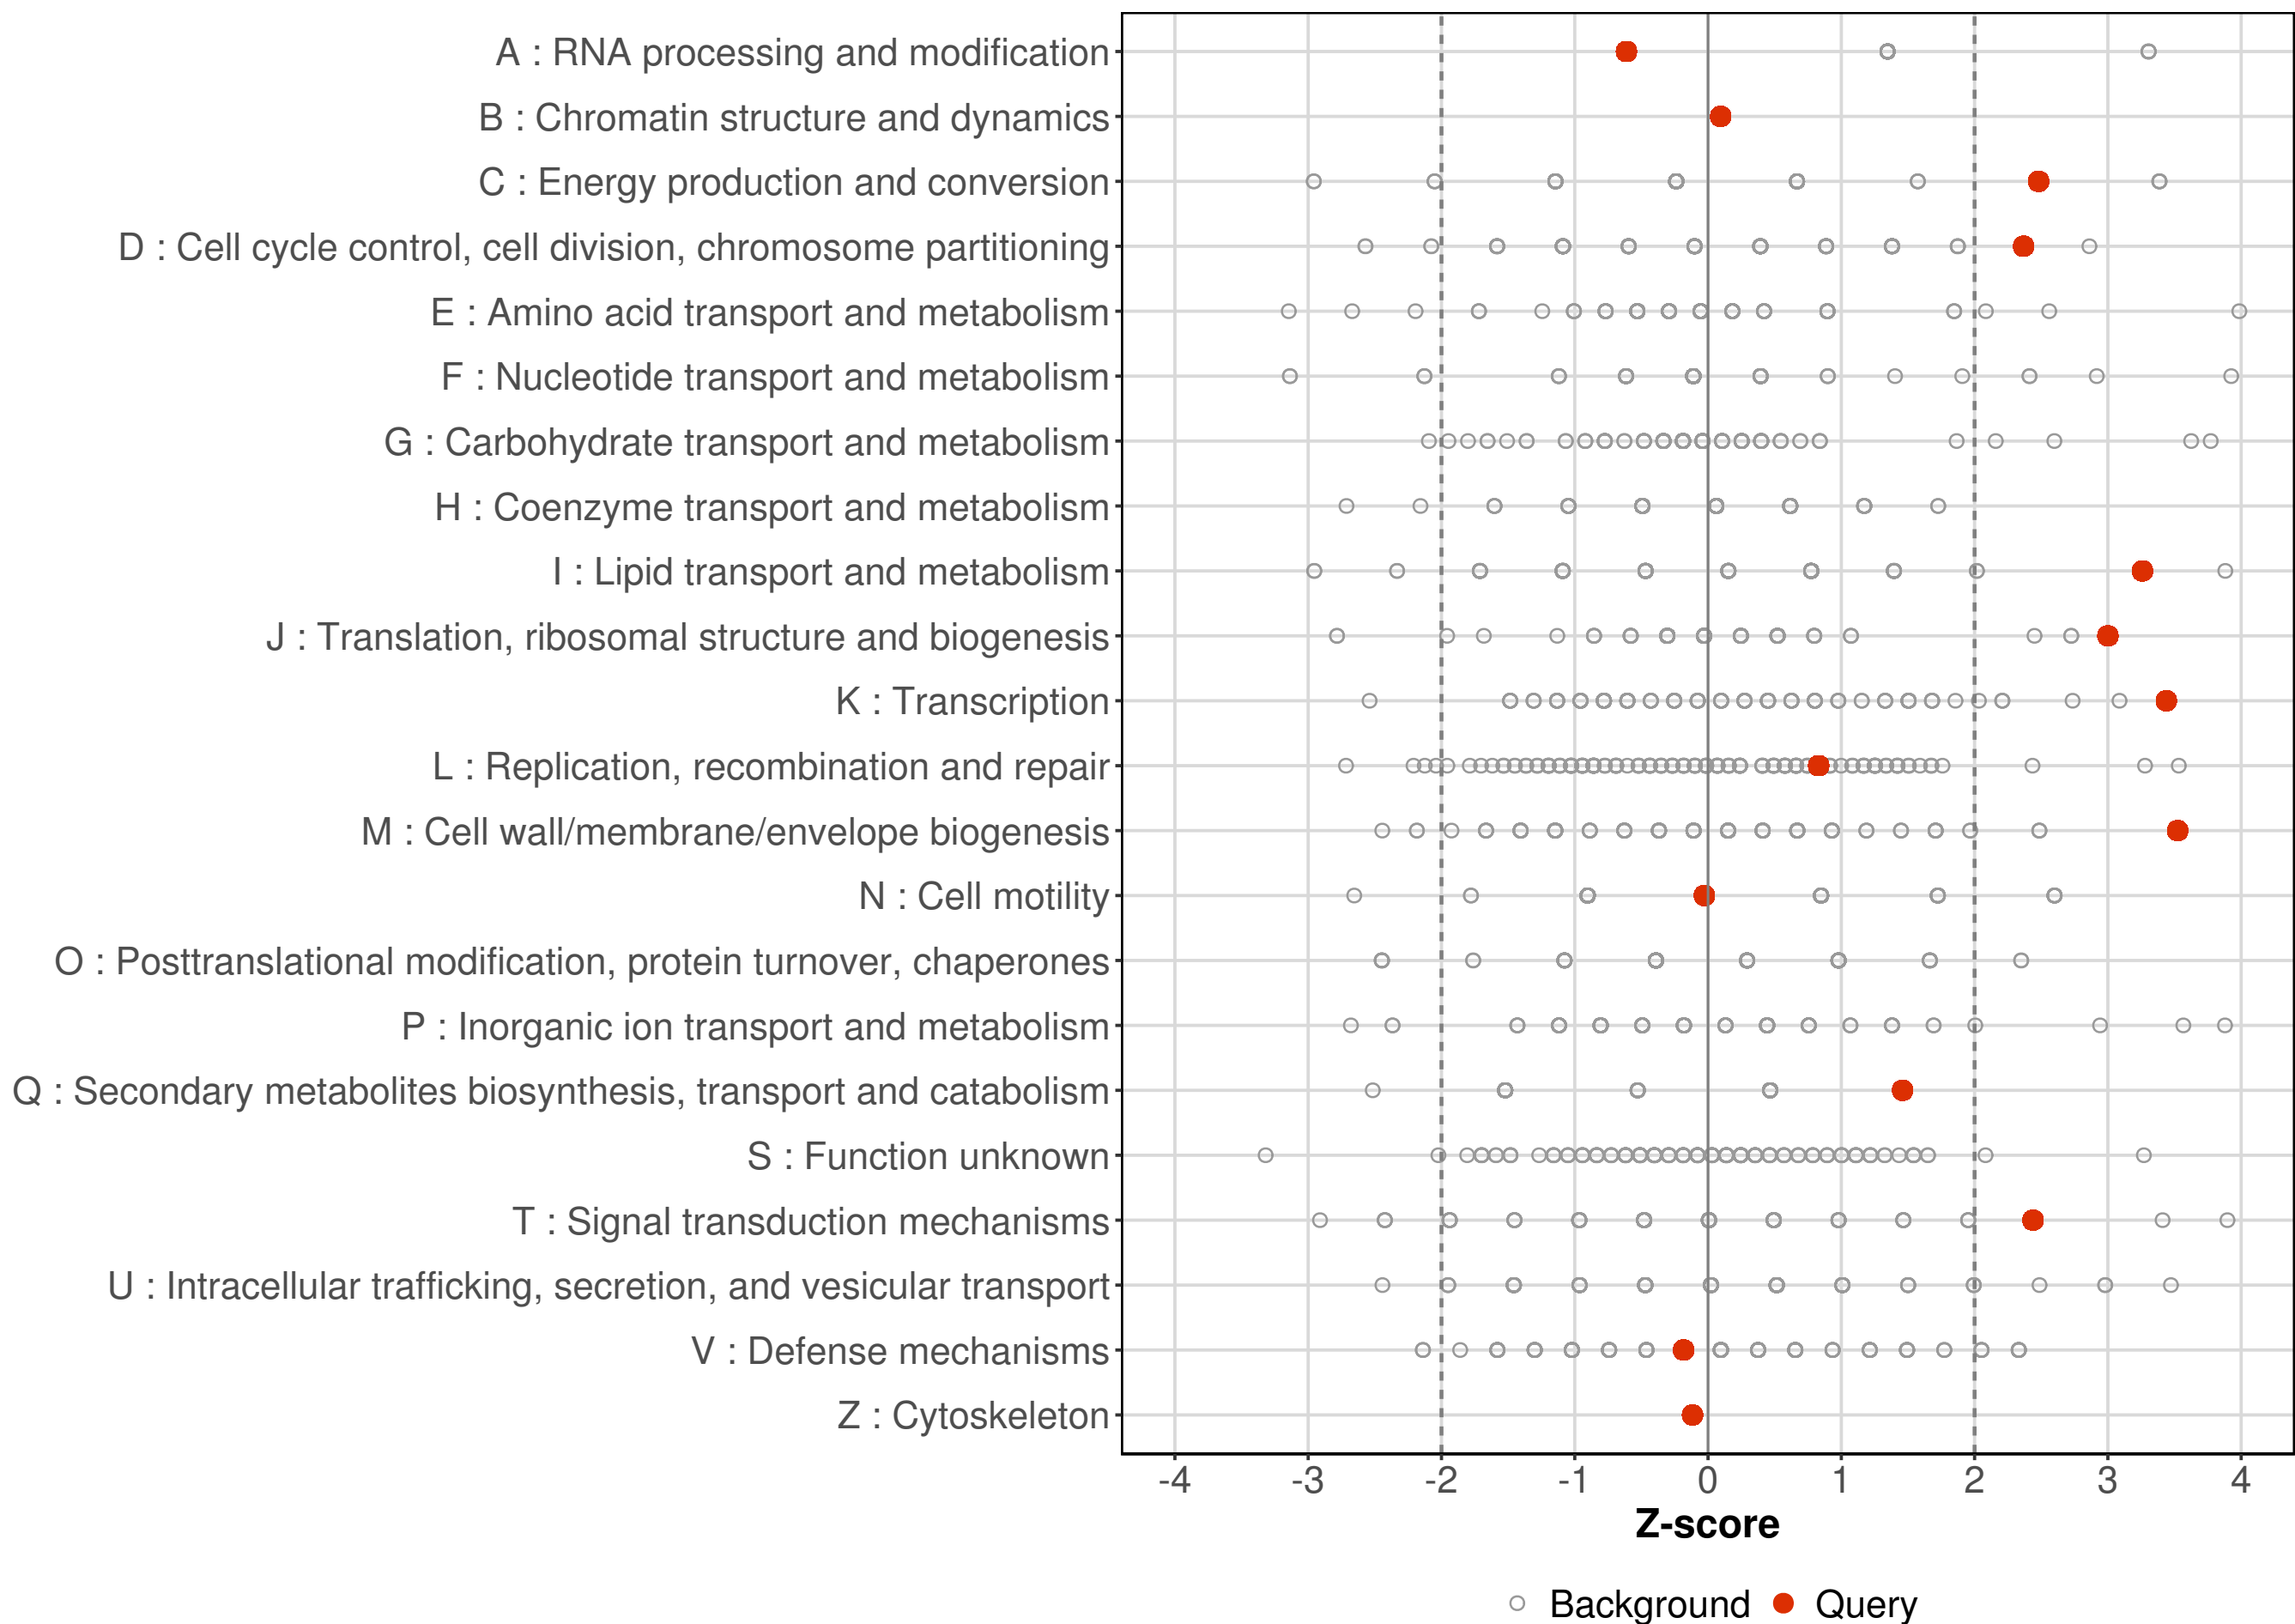 A : RNA processing and modification
B : Chromatin structure and dynamics
C : Energy production and conversion
D : Cell cycle control, cell division, chromosome partitioning
E : Amino acid transport and metabolism
F : Nucleotide transport and metabolism
G : Carbohydrate transport and metabolism
H : Coenzyme transport and metabolism
I : Lipid transport and metabolism
J : Translation, ribosomal structure and biogenesis
K : Transcription
L : Replication, recombination and repair
M : Cell wall/membrane/envelope biogenesis
N : Cell motility
O : Posttranslational modification, protein turnover, chaperones
P : Inorganic ion transport and metabolism
Q : Secondary metabolites biosynthesis, transport and catabolism
S : Function unknown
T : Signal transduction mechanisms
U : Intracellular trafficking, secretion, and vesicular transport
V : Defense mechanisms
Z : Cytoskeleton
-4 -3 -2 -1 0 1 2 3 4
Z-score
Background Query